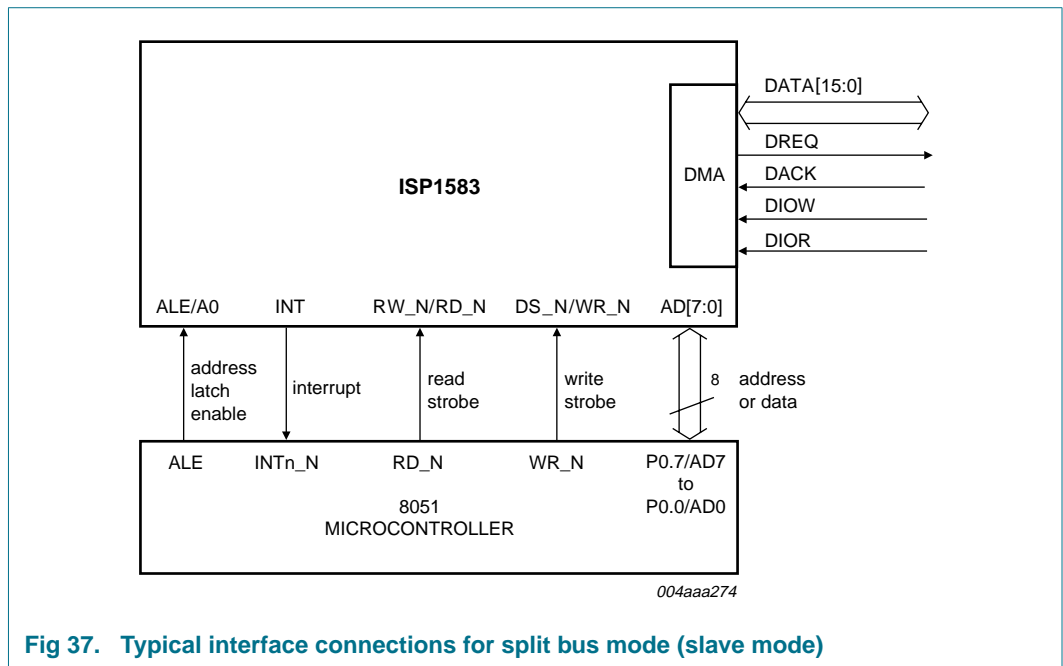 DATA[15:0]
DREQ
ISP1583
DMA
DACK
DIOW
DIOR
ALE/A0 INT RW_N/RD_N DS_N/WR_N AD[7:0]
address
latch
enable
interrupt
read
strobe
write
strobe
8
address
or data
ALE INTn_N RD_N WR_N P0.7/AD7
to
P0.0/AD0
8051
MICROCONTROLLER
004aaa274
Fig 37. Typical interface connections for split bus mode (slave mode)